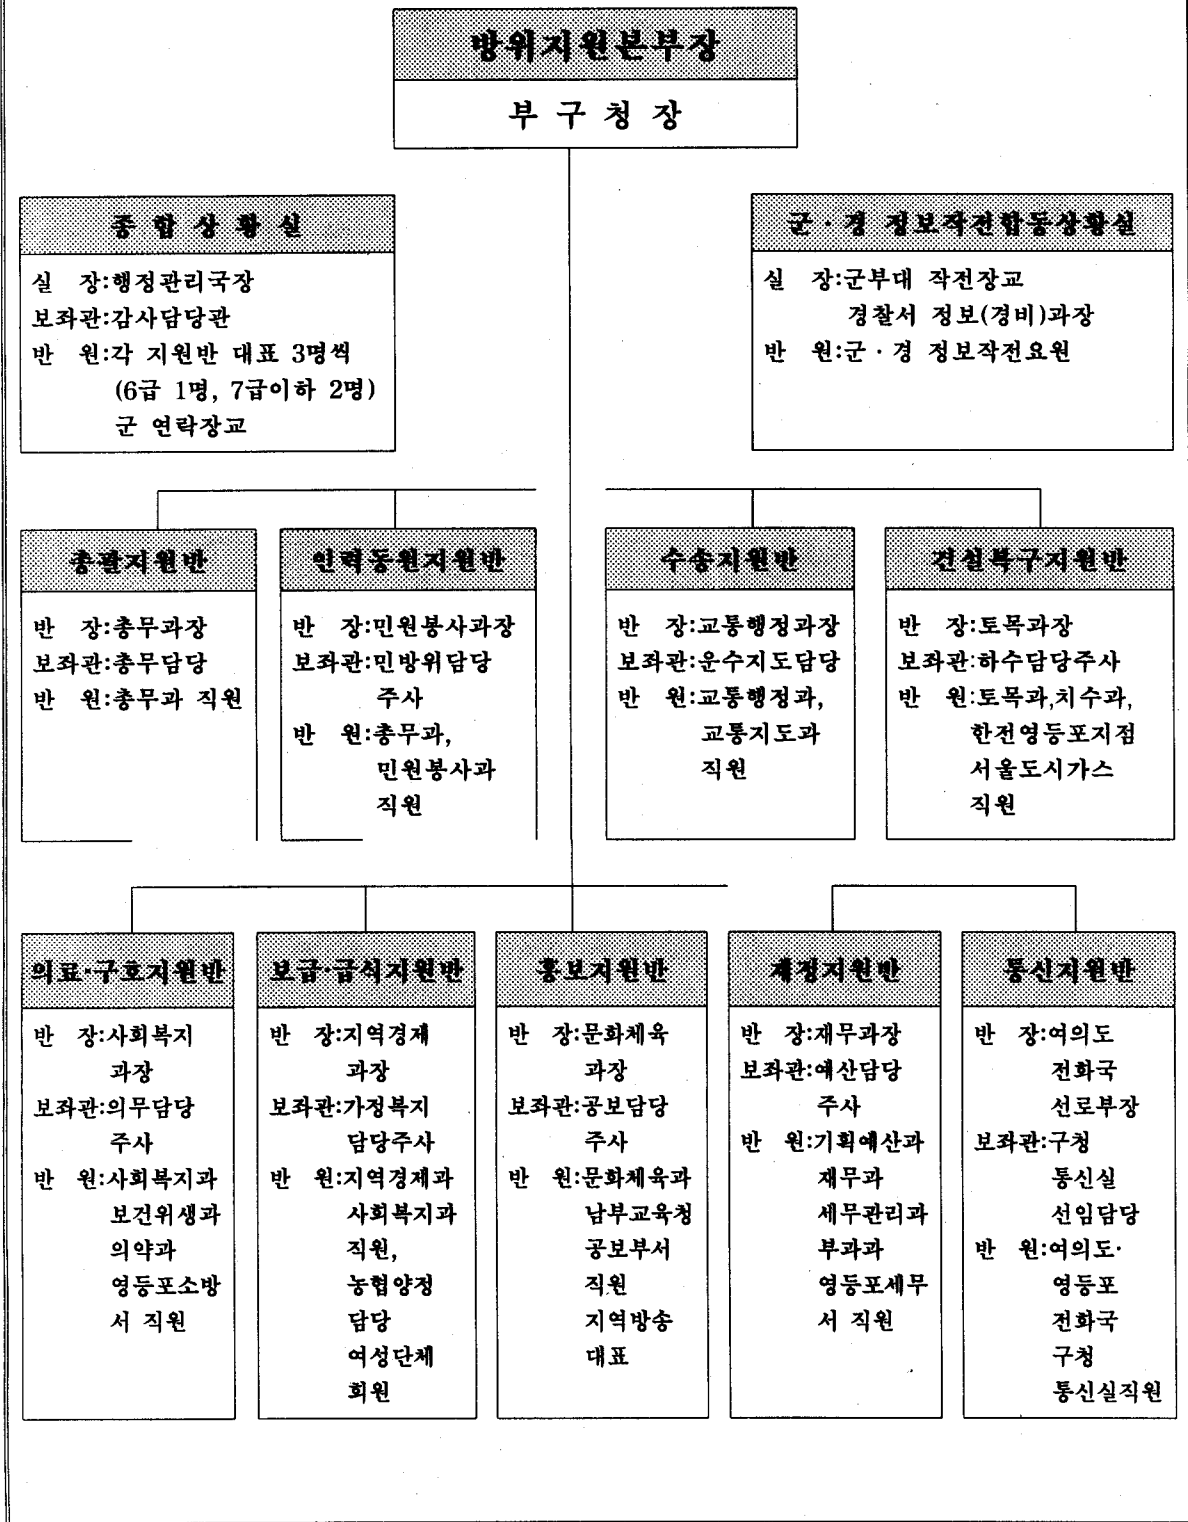 방위지원본부장
부 구 청 장
종 합 상 황 실
실 장:행정관리국장
보좌관:감사담당관
반 원:각 지원반 대표 3명씩
(6급 1명, 7급이하 2명)
군 연락장교
군·경 정보작전합동상황실
실 장:군부대 작전장교
경찰서 정보(경비)과장
반 원:군·경 정보작전요원
총괄지원반
반 장:총무과장
보좌관:총무담당
반 원:총무과 직원
인력동원지원반
반 장:민원봉사과장
보좌관:민방위담당
주사
반 원:총무과,
민원봉사과
직원
수송지원반
반 장:교통행정과장
보좌관:운수지도담당
반 원:교통행정과,
교통지도과
직원
건설복구지원반
반 장:토목과장
보좌관:하수담당주사
반 원:토목과,치수과,
한전영등포지점
서울도시가스
직원
의료·구호지원반
반 장:사회복지
과장
보좌관:의무담당
주사
반 원:사회복지과
보건위생과
의약과
영등포소방
서 직원
보급·급식지원반
반 장:지역경제
과장
보좌관:가정복지
담당주사
반 원:지역경제과
사회복지과
직원,
농협양정
담당
여성단체
회원
홍보지원반
반 장:문화체육
과장
보좌관:공보담당
주사
반 원:문화체육과
남부교육청
공보부서
직원
지역방송
대표
재정지원반
반 장:재무과장
보좌관:예산담당
주사
반 원:기획예산과
재무과
세무관리과
부과과
영등포세무
서 직원
통신지원반
반 장:여의도
전화국
선로부장
보좌관:구청
통신실
선임담당
반 원:여의도·
영등포
전화국
구청
통신실직원